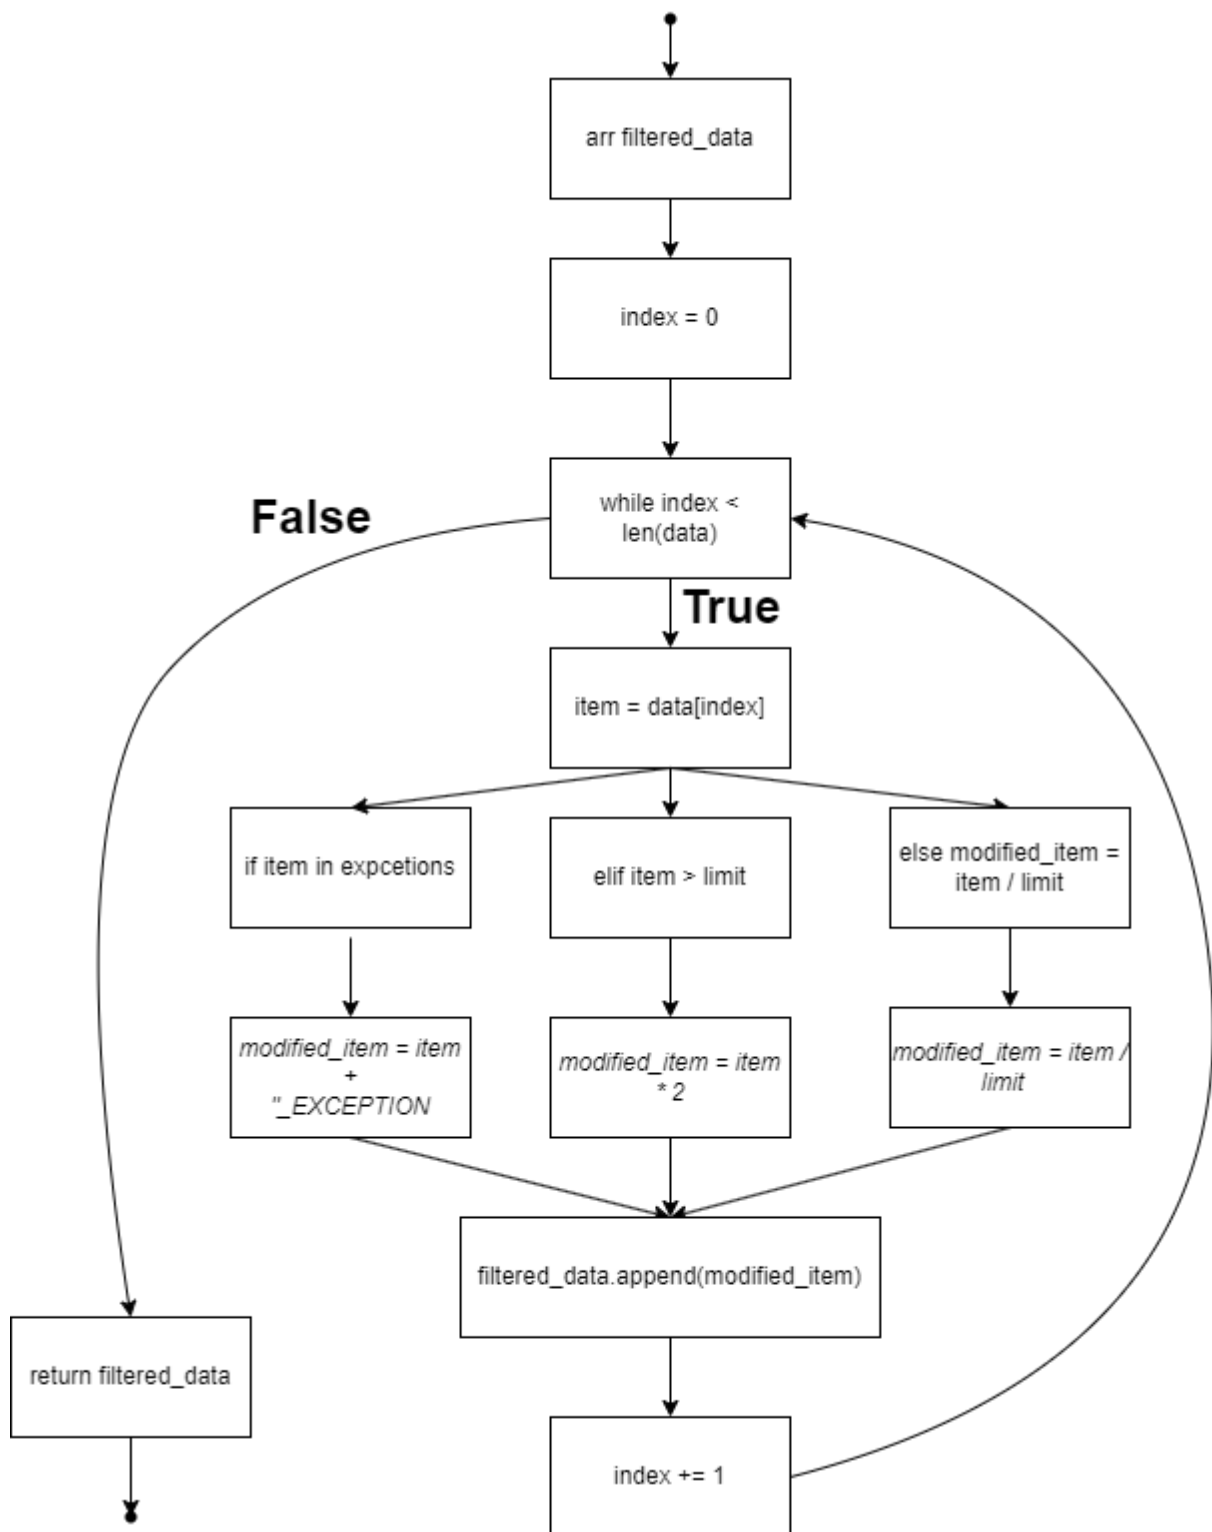 arr filtered_data
index = 0
while index <
len(data)
False
True
item = data[index]
if item in expcetions
elif item > limit
else modified_item =
item / limit
modified_item = item
+
"_EXCEPTION
modified_item = item
* 2
modified_item = item /
limit
filtered_data.append(modified_item)
return filtered_data
index += 1